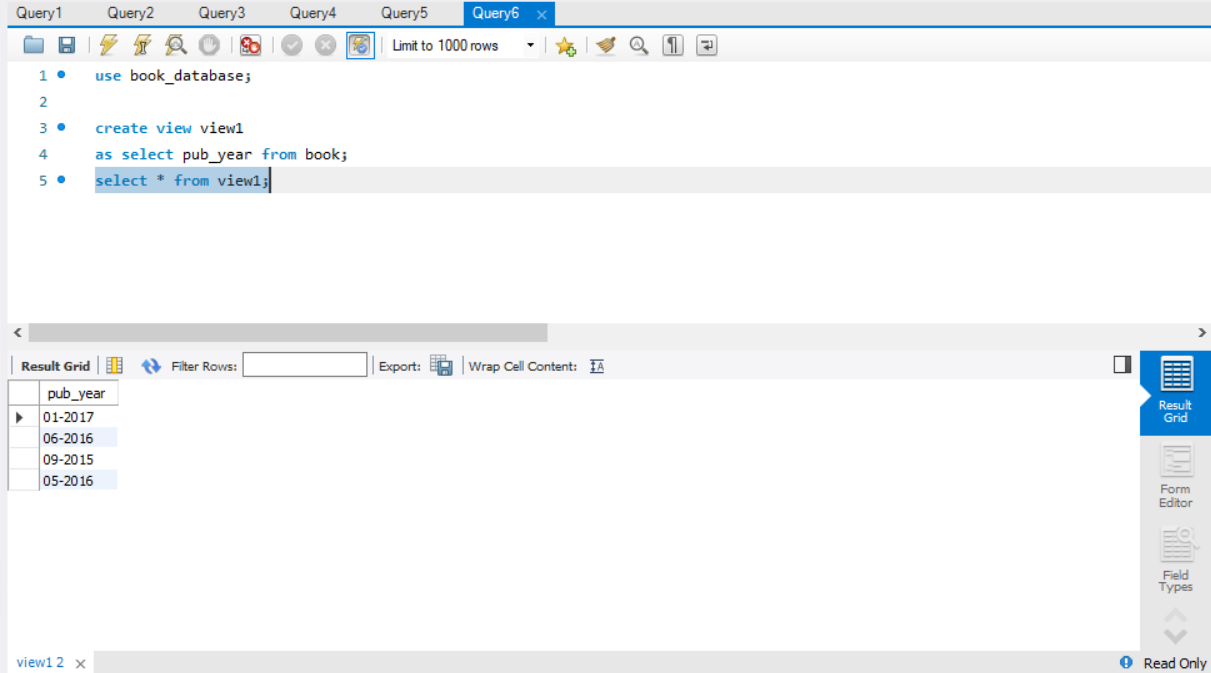 Query1 Query2 Query3 Query4 Query5 Query6
Limit to 1000 rows
1 use book_database;
2
3 create view view1
4 as select pub_year from book;
5 select * from view1;
Result Grid Filter Rows: Export: Wrap Cell Content: IA
pub_year
01-2017
06-2016
09-2015
05-2016
Result
Grid
Form
Editor
Field
Types
view1 2 Read Only